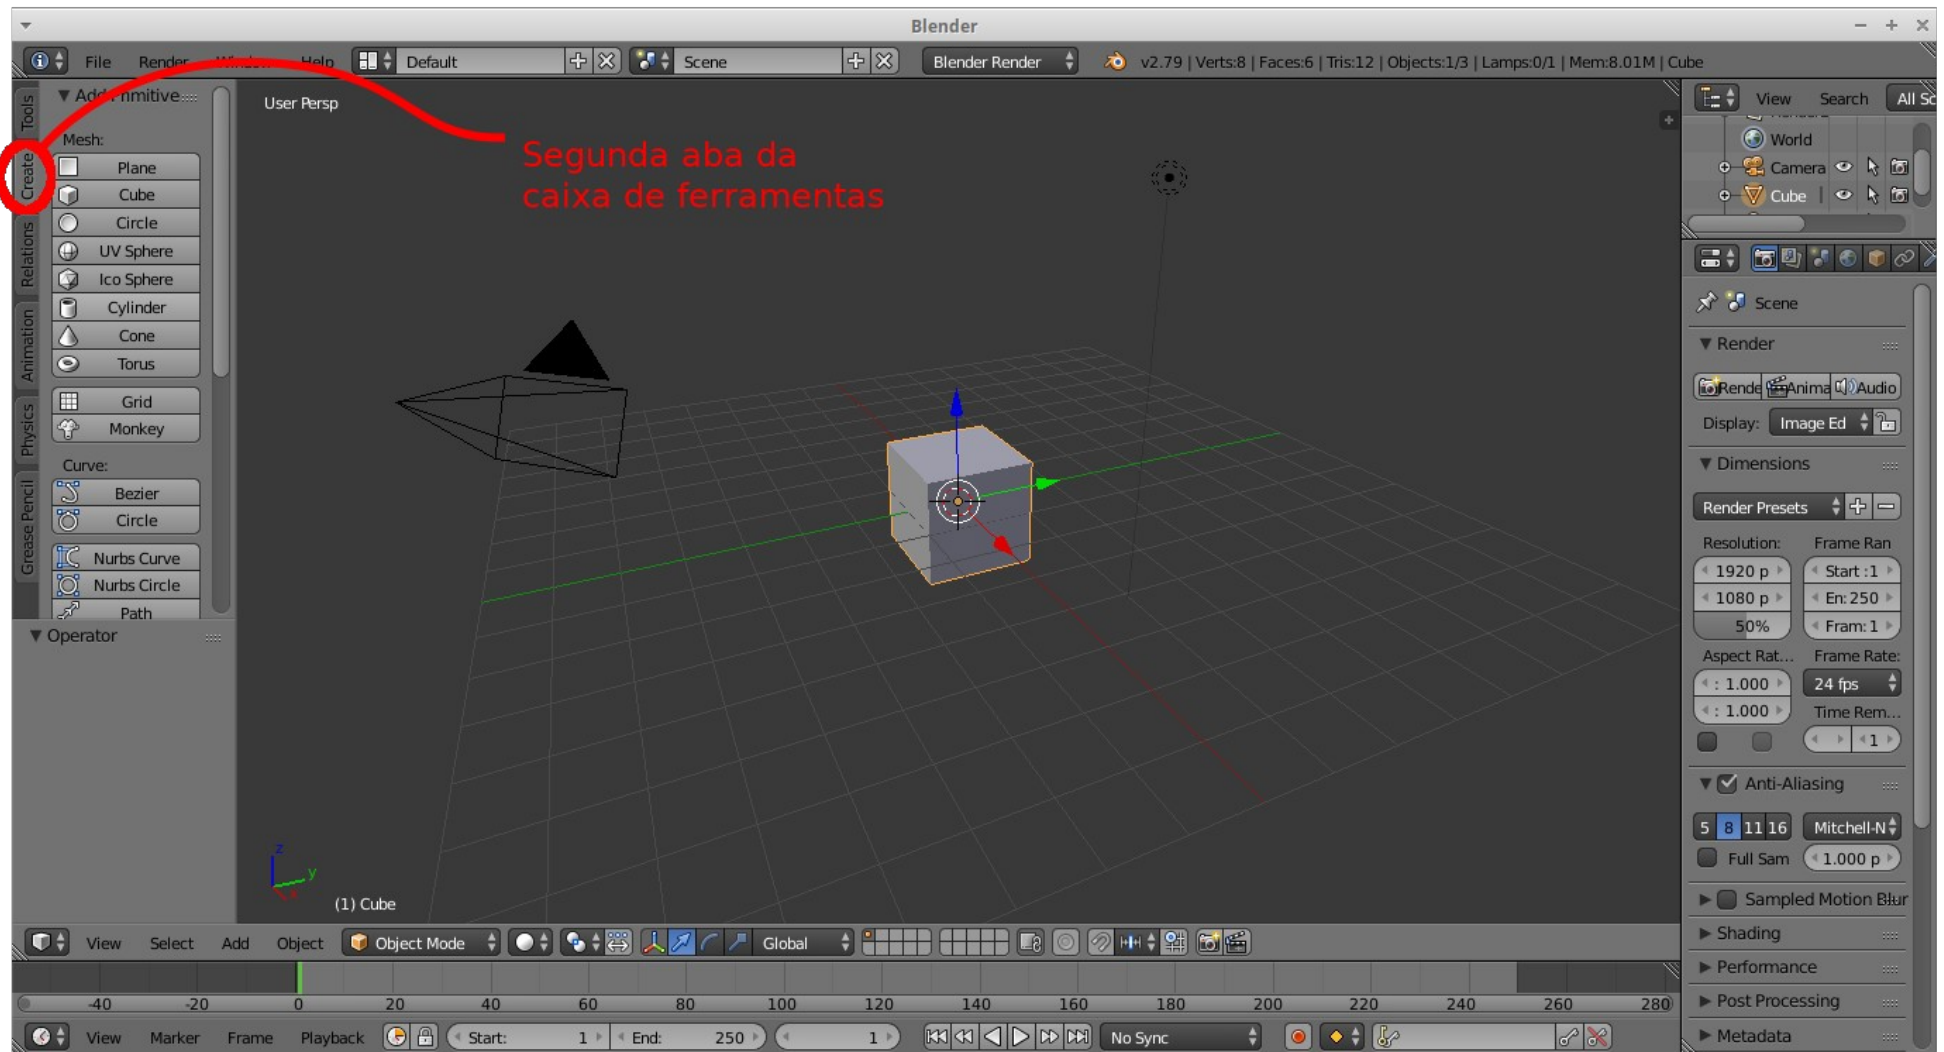 Blender
File Render Help Default Scene Blender Render v2.79 | Verts:8 | Faces:6 | Tris:12 | Objects:1/3 | Lamps:0/1 | Mem:8.01M | Cube
Tools
Create
Relations
Animation
Physics
Grease Pencil
Mesh:
Plane
Cube
Circle
UV Sphere
Ico Sphere
Cylinder
Cone
Torus
Grid
Monkey
Curve:
Bezier
Circle
Nurbs Curve
Nurbs Circle
Path
Operator
User Persp
Segunda aba da
caixa de ferramentas
z
y
x
(1) Cube
View Search All Sc
World
Camera
Cube
Scene
Render
Rende Anima Audio
Display: Image Ed
Dimensions
Render Presets
Resolution: Frame Ran
1920 p Start :1
1080 p En: 250
50% Fram: 1
Aspect Rat... Frame Rate:
: 1.000 24 fps
: 1.000 Time Rem...
1
Anti-Aliasing
5 8 11 16 Mitchell-N
Full Sam 1.000 p
Sampled Motion Blur
Shading
Performance
Post Processing
Metadata
View Select Add Object Object Mode Global
-40 -20 0 20 40 60 80 100 120 140 160 180 200 220 240 260 280
View Marker Frame Playback Start: 1 End: 250 1 No Sync